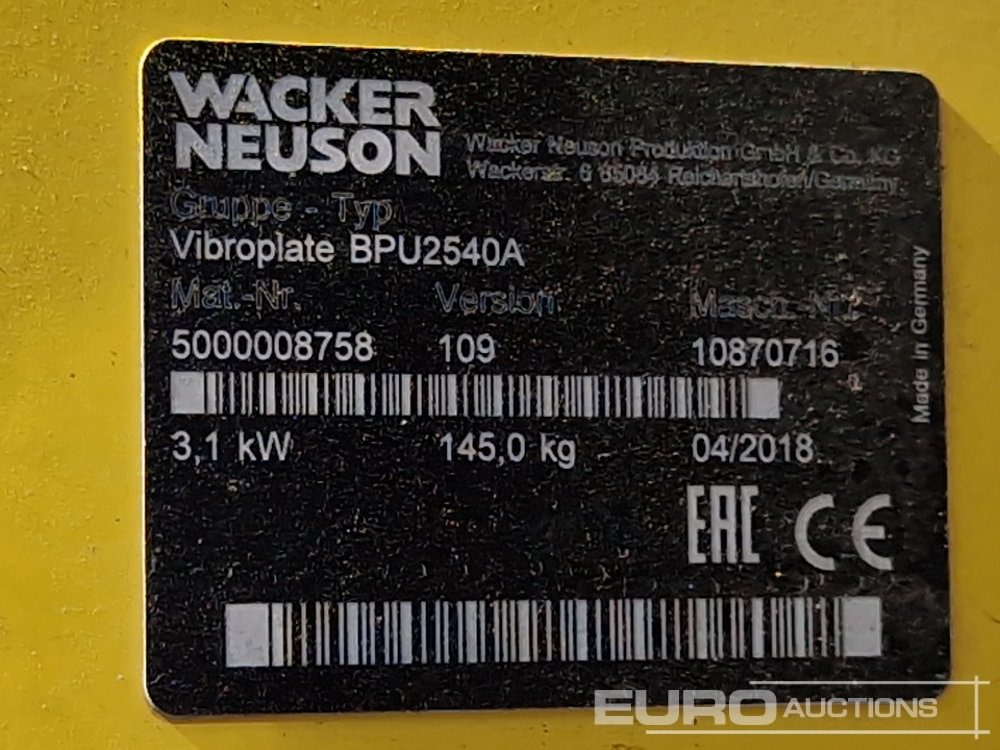 WACKER
NEUSON
Wacker Neuson Produktion GmbH & Co. KG
Wackerstr. 6 85084 Reichertshofen/Germany
Gruppe - Typ
Vibroplate BPU2540A
Mat.-Nr. Version Masch.-Nr.
5000008758 109 10870716
3,1 kW 145,0 kg 04/2018
Made in Germany
EAC CE
EURO AUCTIONS